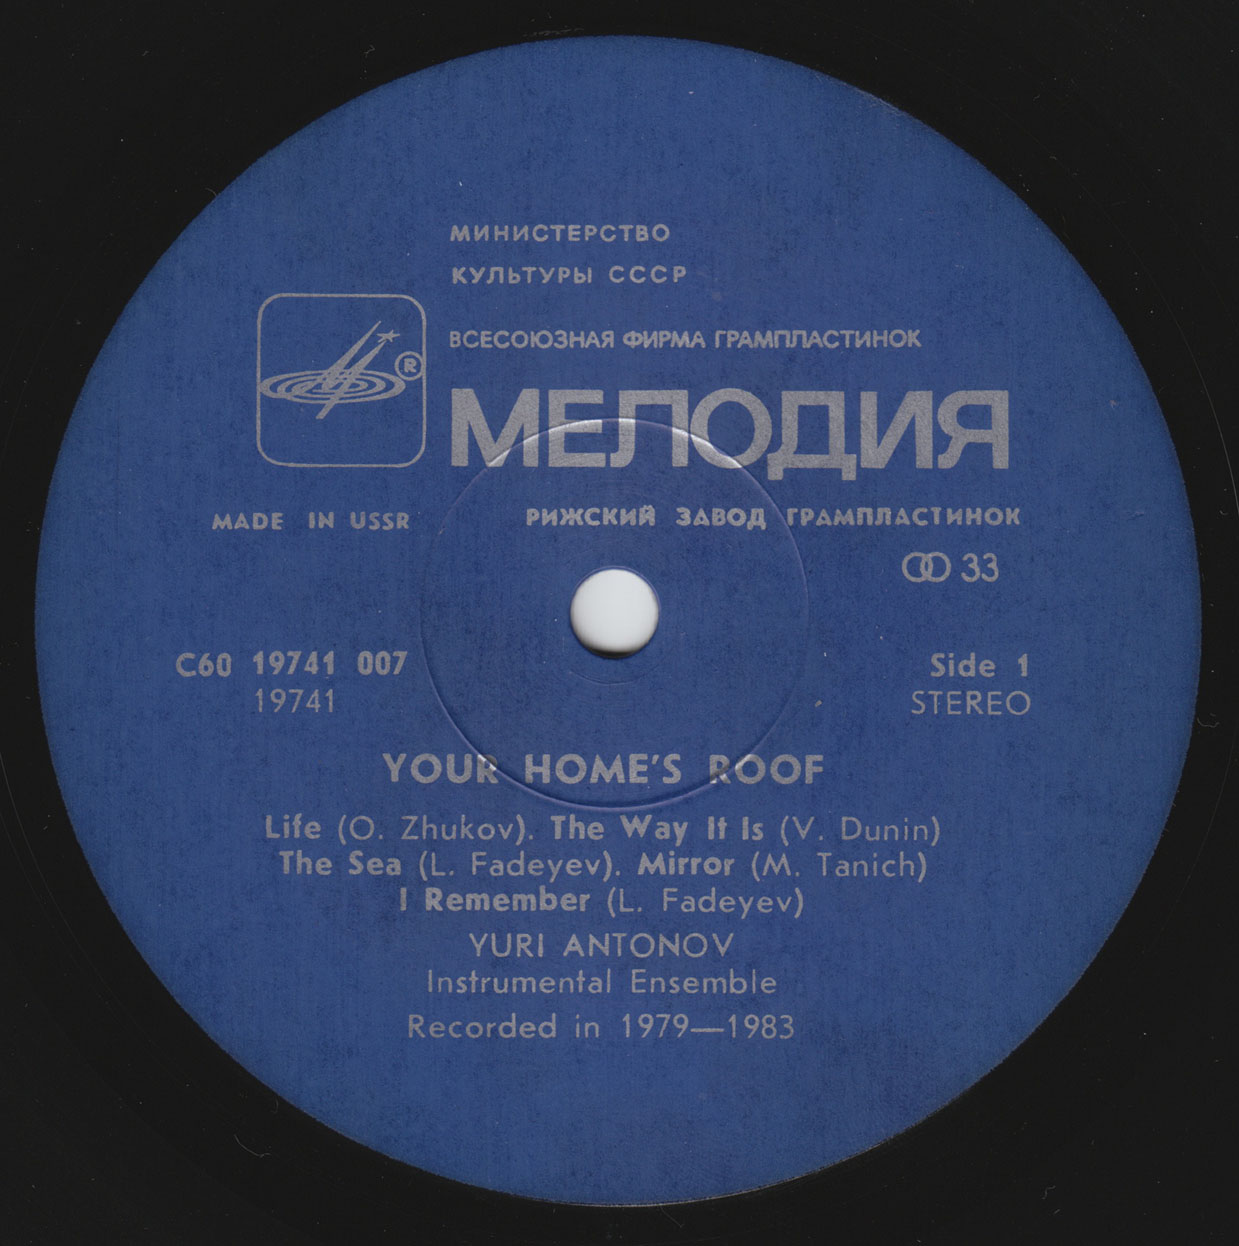 МИНИСТЕРСТВО
КУЛЬТУРЫ СССР
ВСЕСОЮЗНАЯ ФИРМА ГРАМПЛАСТИНОК
®
МЕЛОДИЯ
MADE IN USSR
РИЖСКИЙ ЗАВОД ГРАМПЛАСТИНОК
33
С60 19741 007
19741
Side 1
STEREO
YOUR HOME'S ROOF
Life (O. Zhukov). The Way It Is (V. Dunin)
The Sea (L. Fadeyev). Mirror (M. Tanich)
I Remember (L. Fadeyev)
YURI ANTONOV
Instrumental Ensemble
Recorded in 1979—1983